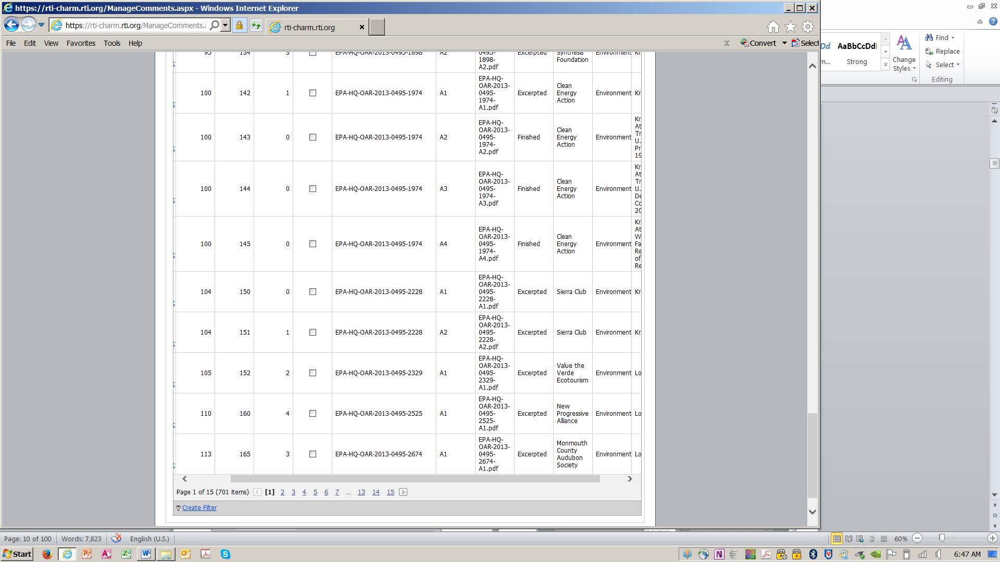 https://rti-charm.rti.org/ManageComments.aspx - Windows Internet Explorer
https://rti-charm.rti.org/ManageComments.
rti-charm.rti.org
File Edit View Favorites Tools Help
Convert Select
AaBbCcDd
Strong
Change Styles
Find
Replace
Select
Editing
95 134 3 EPA-HQ-OAR-2013-0495-1898 A2
0495-
1898-
A2.pdf
Excerpted
Synthesis
Foundation
Environment
100 142 1 EPA-HQ-OAR-2013-0495-1974 A1
EPA-HQ-
OAR-2013-
0495-
1974-
A1.pdf
Excerpted
Clean
Energy
Action
Environment
100 143 0 EPA-HQ-OAR-2013-0495-1974 A2
EPA-HQ-
OAR-2013-
0495-
1974-
A2.pdf
Finished
Clean
Energy
Action
Environment
Kr
At
Tr
U.
Pr
19
100 144 0 EPA-HQ-OAR-2013-0495-1974 A3
EPA-HQ-
OAR-2013-
0495-
1974-
A3.pdf
Finished
Clean
Energy
Action
Environment
Kr
At
Tr
U.
De
Co
20
100 145 0 EPA-HQ-OAR-2013-0495-1974 A4
EPA-HQ-
OAR-2013-
0495-
1974-
A4.pdf
Finished
Clean
Energy
Action
Environment
Kr
At
W
Fa
Re
of
Re
104 150 0 EPA-HQ-OAR-2013-0495-2228 A1
EPA-HQ-
OAR-2013-
0495-
2228-
A1.pdf
Excerpted
Sierra Club
Environment
Kr
104 151 1 EPA-HQ-OAR-2013-0495-2228 A2
EPA-HQ-
OAR-2013-
0495-
2228-
A2.pdf
Excerpted
Sierra Club
Environment
Kr
105 152 2 EPA-HQ-OAR-2013-0495-2329 A1
EPA-HQ-
OAR-2013-
0495-
2329-
A1.pdf
Excerpted
Value the
Verde
Ecotourism
Environment
Lo
110 160 4 EPA-HQ-OAR-2013-0495-2525 A1
EPA-HQ-
OAR-2013-
0495-
2525-
A1.pdf
Excerpted
New
Progressive
Alliance
Environment
Lo
113 165 3 EPA-HQ-OAR-2013-0495-2674 A1
EPA-HQ-
OAR-2013-
0495-
2674-
A1.pdf
Excerpted
Monmouth
County
Audubon
Society
Environment
Lo
Page 1 of 15 (701 items) [1] 2 3 4 5 6 7 ... 13 14 15
Create Filter
Page: 10 of 100 Words: 7,823 English (U.S.) 60%
Start 6:47 AM